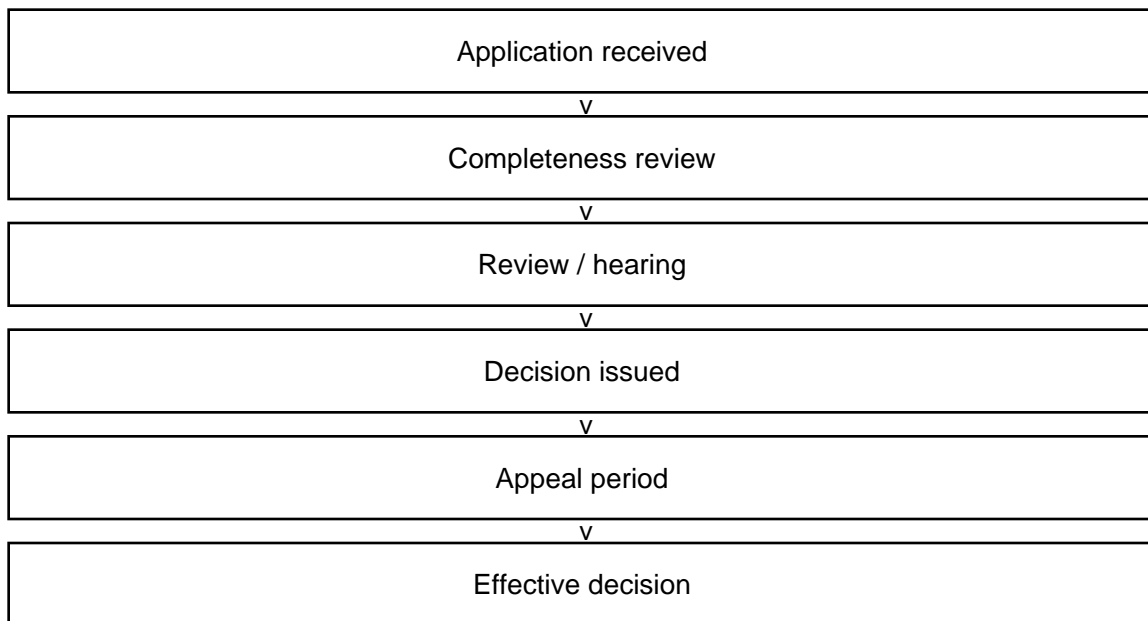 Application received
v
Completeness review
v
Review / hearing
v
Decision issued
v
Appeal period
v
Effective decision